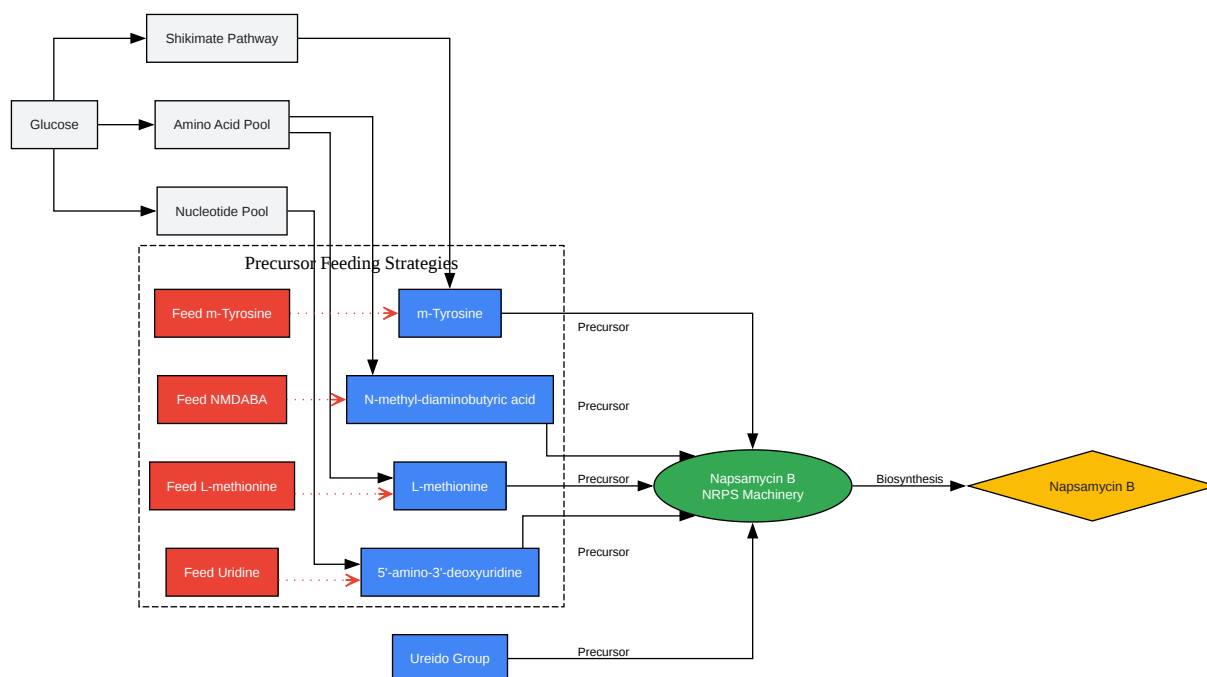 Shikimate Pathway
Glucose
Amino Acid Pool
Nucleotide Pool
Precursor Feeding Strategies
Feed m-Tyrosine
m-Tyrosine
Precursor
Feed NMDABA
N-methyl-diaminobutyric acid
Precursor
Feed L-methionine
L-methionine
Precursor
Napsamycin B
NRPS Machinery
Biosynthesis
Napsamycin B
Feed Uridine
5'-amino-3'-deoxyuridine
Precursor
Ureido Group
Precursor